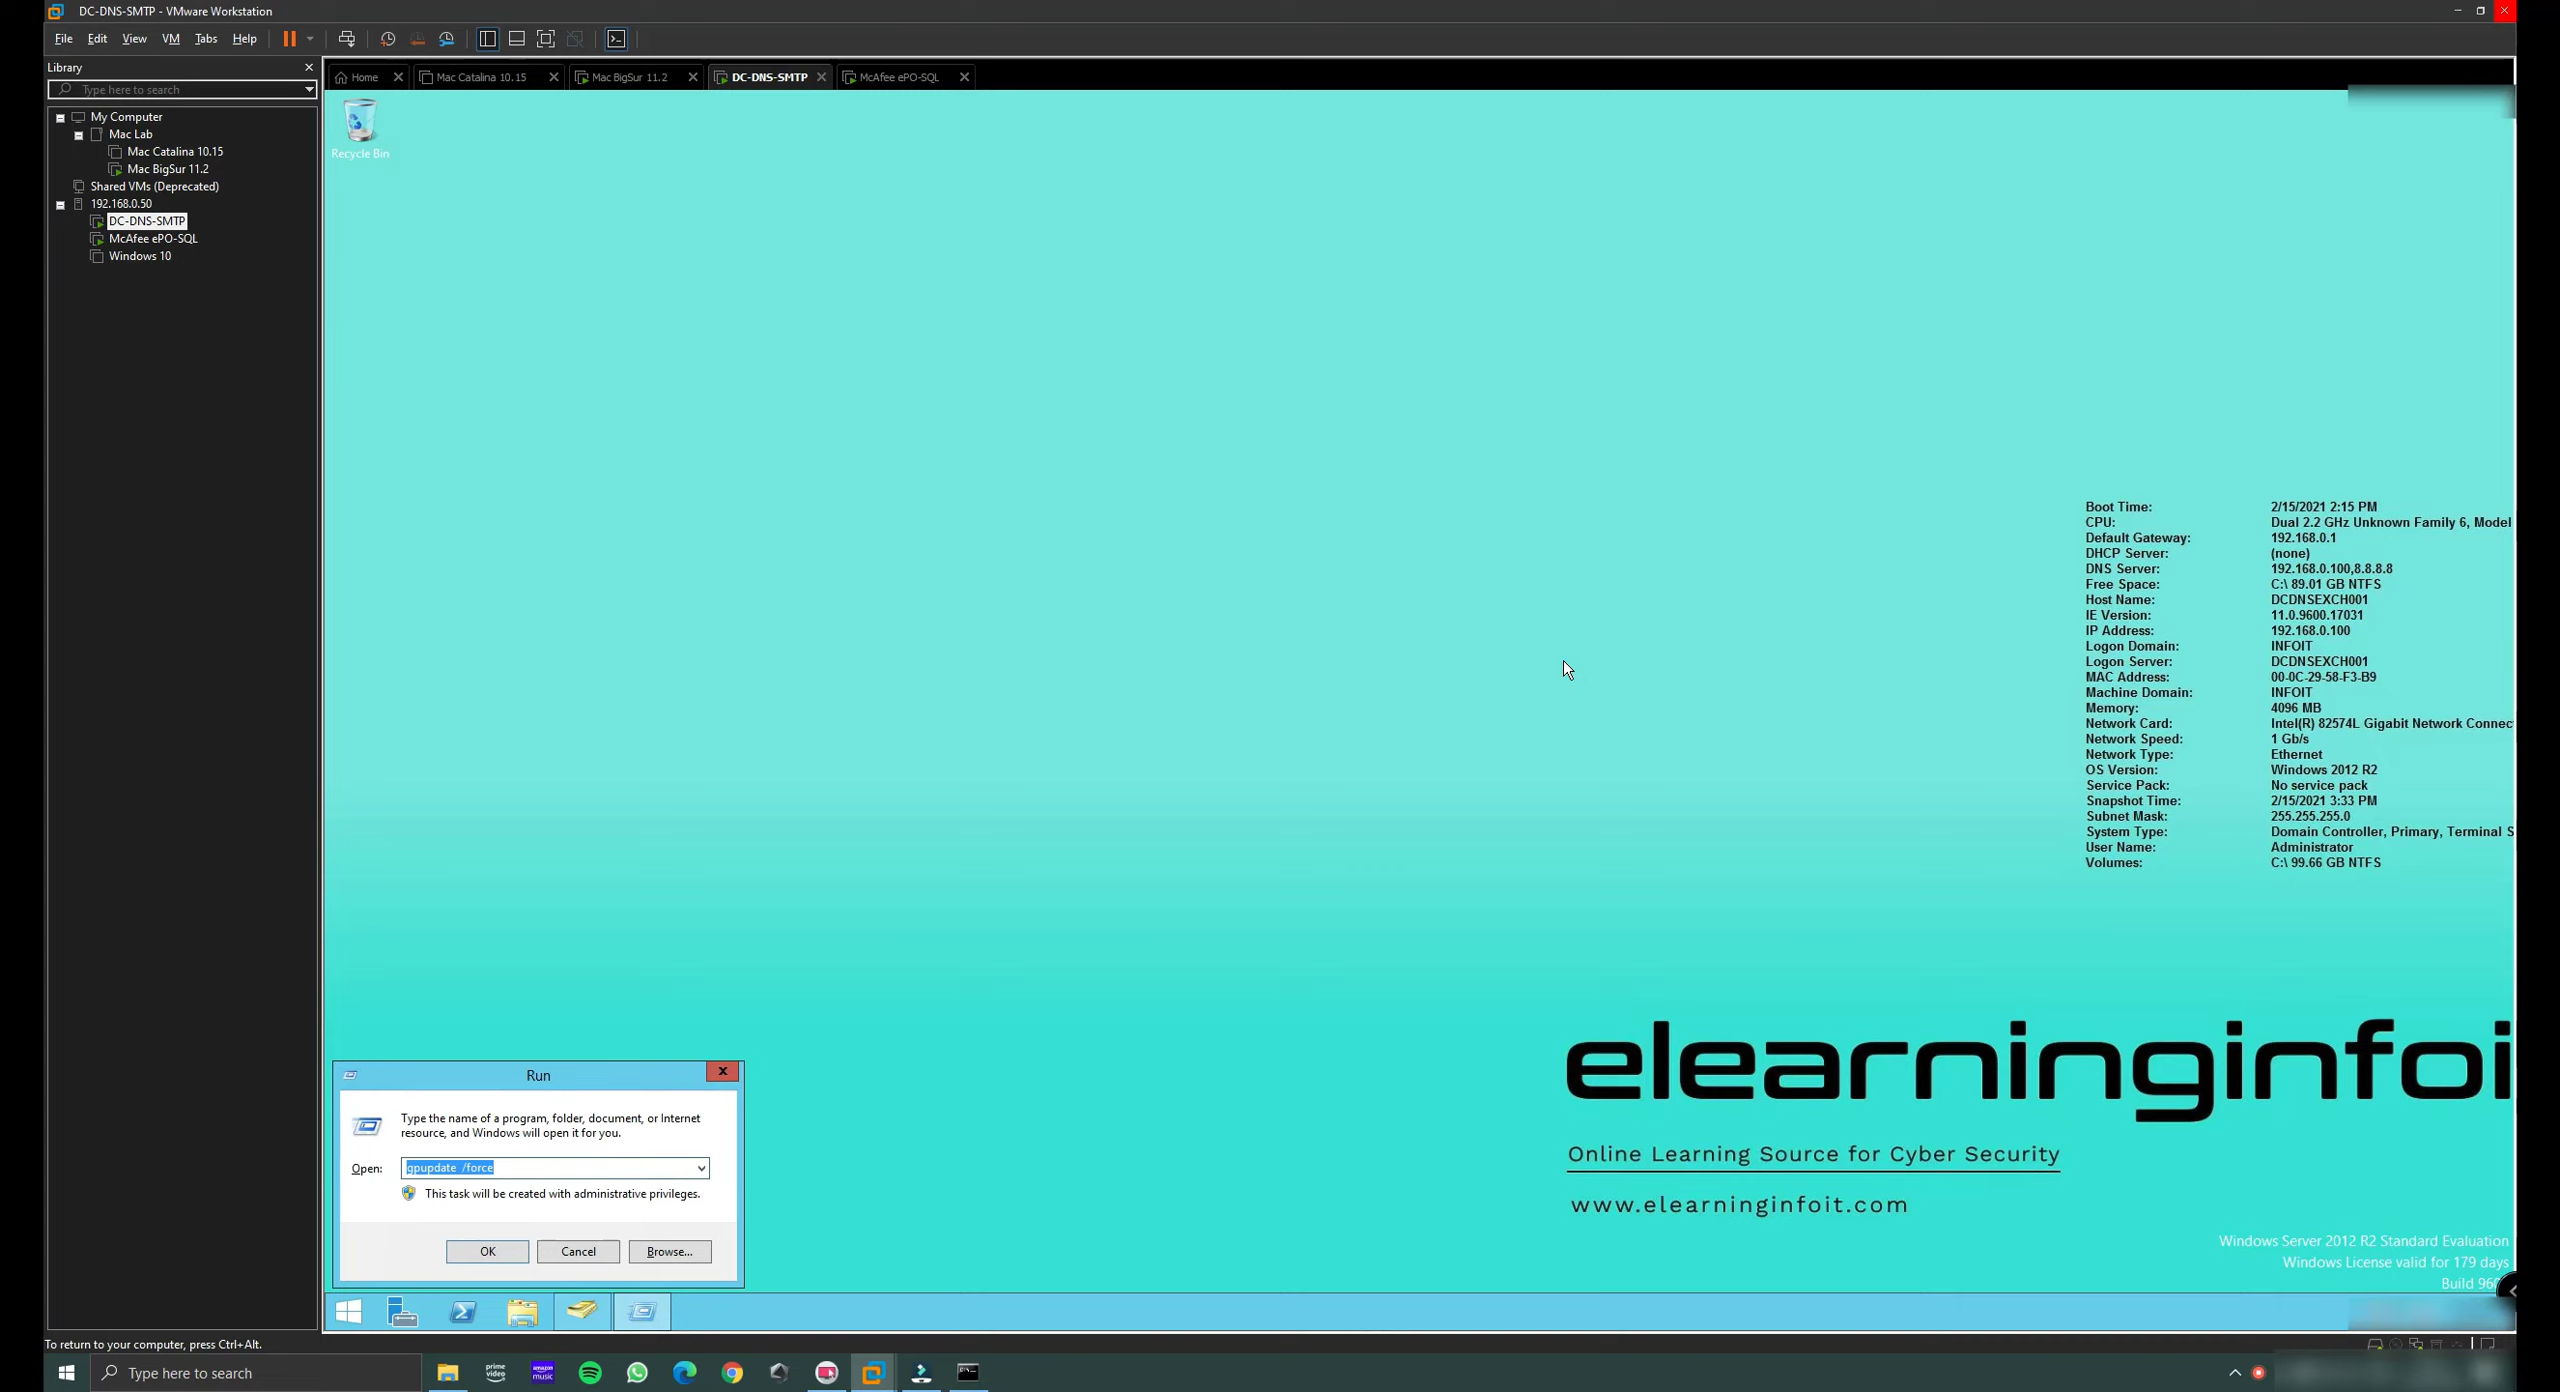 DC-DNS-SMTP - VMware Workstation
File Edit View VM Tabs Help
Library
Type here to search
My Computer
Mac Lab
Mac Catalina 10.15
Mac BigSur 11.2
Shared VMs (Deprecated)
192.168.0.50
DC-DNS-SMTP
McAfee ePO-SQL
Windows 10
Home Mac Catalina 10.15 Mac BigSur 11.2 DC-DNS-SMTP McAfee ePO-SQL
Recycle Bin
Boot Time: 2/15/2021 2:15 PM
CPU: Dual 2.2 GHz Unknown Family 6, Model
Default Gateway: 192.168.0.1
DHCP Server: (none)
DNS Server: 192.168.0.100,8.8.8.8
Free Space: C:\ 89.01 GB NTFS
Host Name: DCDNSEXCH001
IE Version: 11.0.9600.17031
IP Address: 192.168.0.100
Logon Domain: INFOIT
Logon Server: DCDNSEXCH001
MAC Address: 00-0C-29-58-F3-B9
Machine Domain: INFOIT
Memory: 4096 MB
Network Card: Intel(R) 82574L Gigabit Network Connec
Network Speed: 1 Gb/s
Network Type: Ethernet
OS Version: Windows 2012 R2
Service Pack: No service pack
Snapshot Time: 2/15/2021 3:33 PM
Subnet Mask: 255.255.255.0
System Type: Domain Controller, Primary, Terminal S
User Name: Administrator
Volumes: C:\ 99.66 GB NTFS
elearninginfoi
Online Learning Source for Cyber Security
www.elearninginfoit.com
Windows Server 2012 R2 Standard Evaluation
Windows License valid for 179 days
Build 960
Run
Type the name of a program, folder, document, or Internet
resource, and Windows will open it for you.
Open: gpupdate /force
This task will be created with administrative privileges.
OK Cancel Browse...
To return to your computer, press Ctrl+Alt.
Type here to search
prime video
amazon music